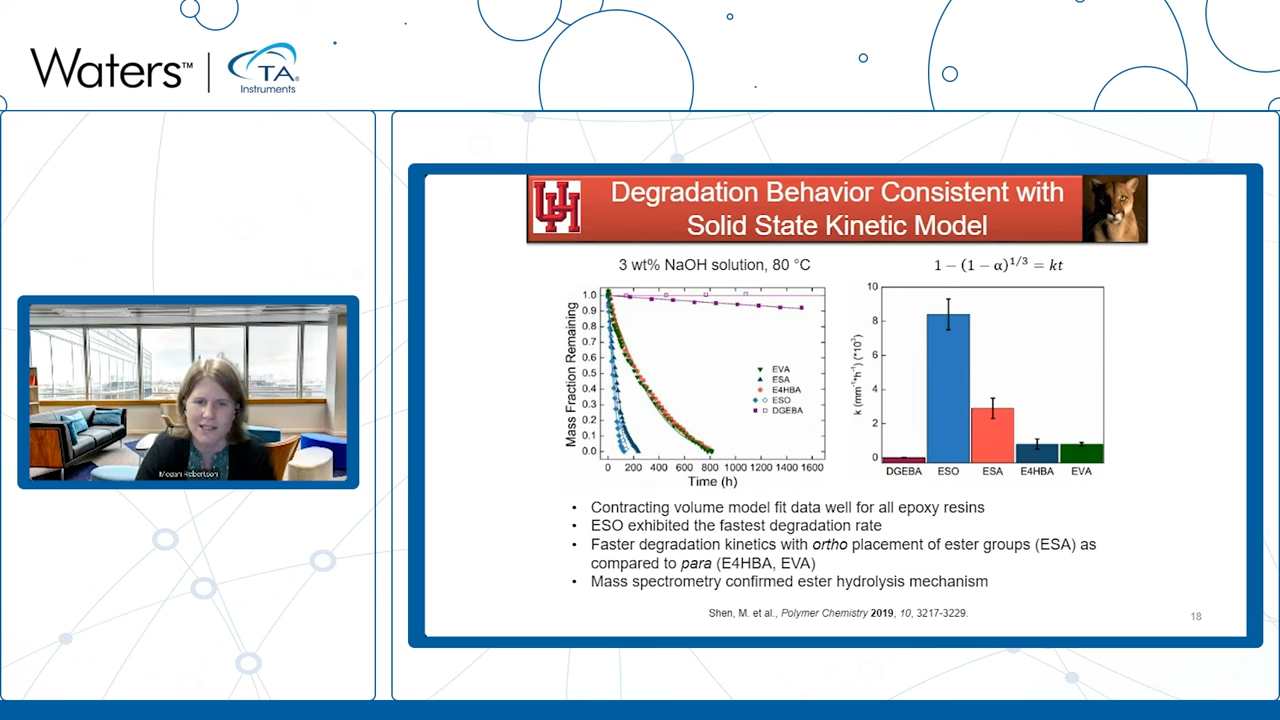 Waters™ | TA® Instruments
Megan Robertson
UH
Degradation Behavior Consistent with
Solid State Kinetic Model
3 wt% NaOH solution, 80 °C
Mass Fraction Remaining
1.0
0.9
0.8
0.7
0.6
0.5
0.4
0.3
0.2
0.1
0.0
EVA
ESA
E4HBA
ESO
DGEBA
0 200 400 600 800 1000 1200 1400 1600
Time (h)
1 − (1 − α)^1/3 = kt
k (mm*h⁻¹) (*10³)
10
8
6
4
2
0
DGEBA ESO ESA E4HBA EVA
• Contracting volume model fit data well for all epoxy resins
• ESO exhibited the fastest degradation rate
• Faster degradation kinetics with ortho placement of ester groups (ESA) as
compared to para (E4HBA, EVA)
• Mass spectrometry confirmed ester hydrolysis mechanism
Shen, M. et al., Polymer Chemistry 2019, 10, 3217-3229.
18